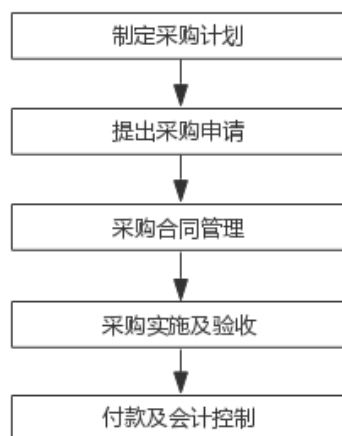 制定采购计划
提出采购申请
采购合同管理
采购实施及验收
付款及会计控制